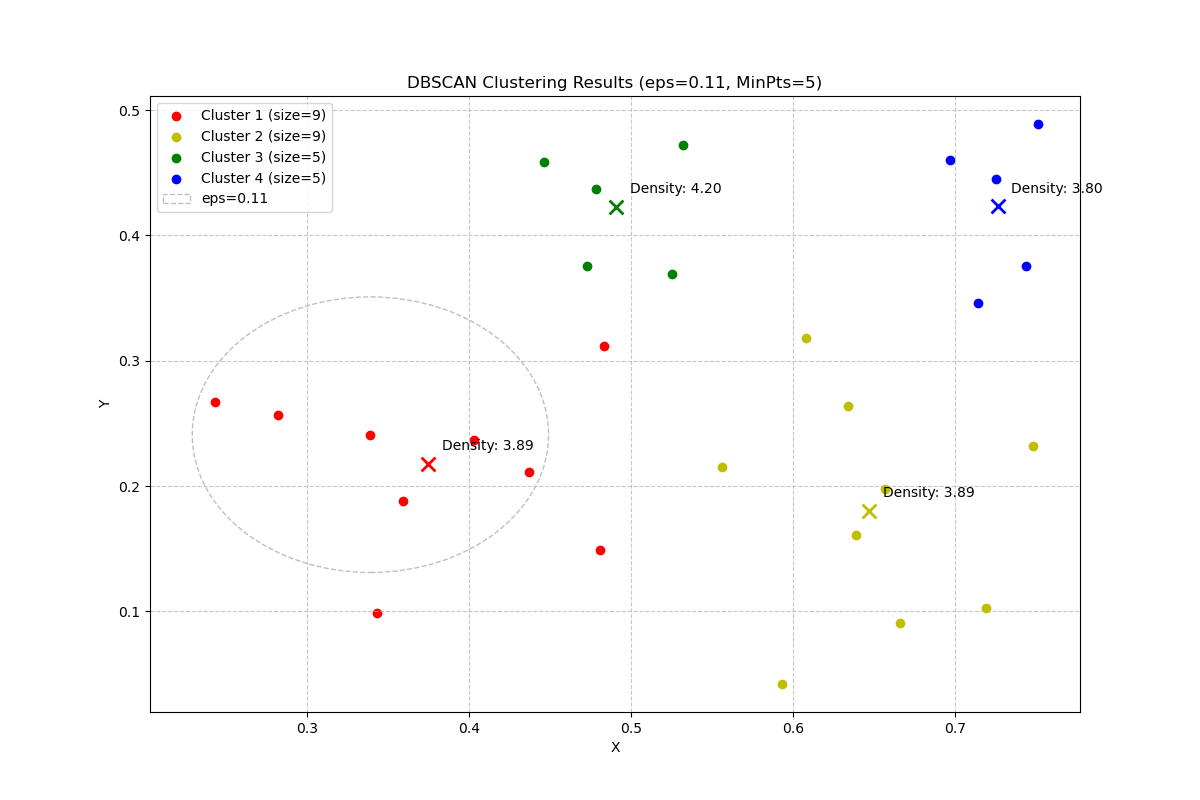 DBSCAN Clustering Results (eps=0.11, MinPts=5)
Cluster 1 (size=9)
Cluster 2 (size=9)
Cluster 3 (size=5)
Cluster 4 (size=5)
eps=0.11
Density: 4.20
Density: 3.80
Density: 3.89
Density: 3.89
Y
0.5
0.4
0.3
0.2
0.1
0.3 0.4 0.5 0.6 0.7
X